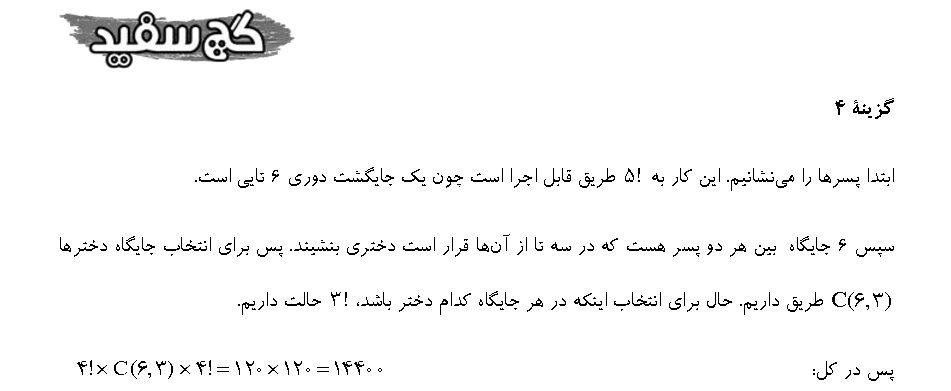 گچ سفید
گزینهٔ ۴
ابتدا پسرها را می‌نشانیم. این کار به ۵! طریق قابل اجرا است چون یک جایگشت دوری ۶ تایی است.
سپس ۶ جایگاه بین هر دو پسر هست که در سه تا از آن‌ها قرار است دختری بنشیند. پس برای انتخاب جایگاه دخترها
C(۶,۳) طریق داریم. حال برای انتخاب اینکه در هر جایگاه کدام دختر باشد، ۳! حالت داریم.
پس در کل: ۴!×C(۶,۳)×۴!=۱۲۰×۱۲۰=۱۴۴۰۰